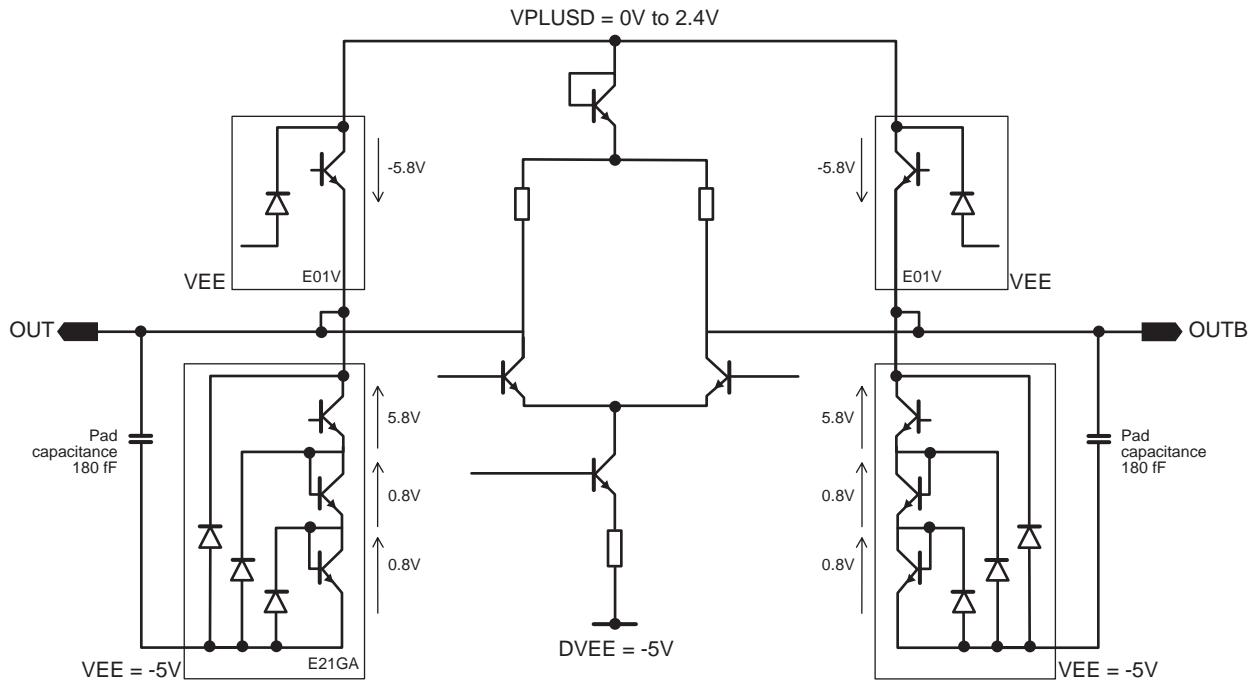 VPLUSD = 0V to 2.4V
-5.8V
-5.8V
E01V
E01V
VEE
VEE
OUT
OUTB
5.8V
5.8V
Pad
capacitance
180 fF
Pad
capacitance
180 fF
0.8V
0.8V
0.8V
0.8V
DVEE = -5V
E21GA
VEE = -5V
VEE = -5V